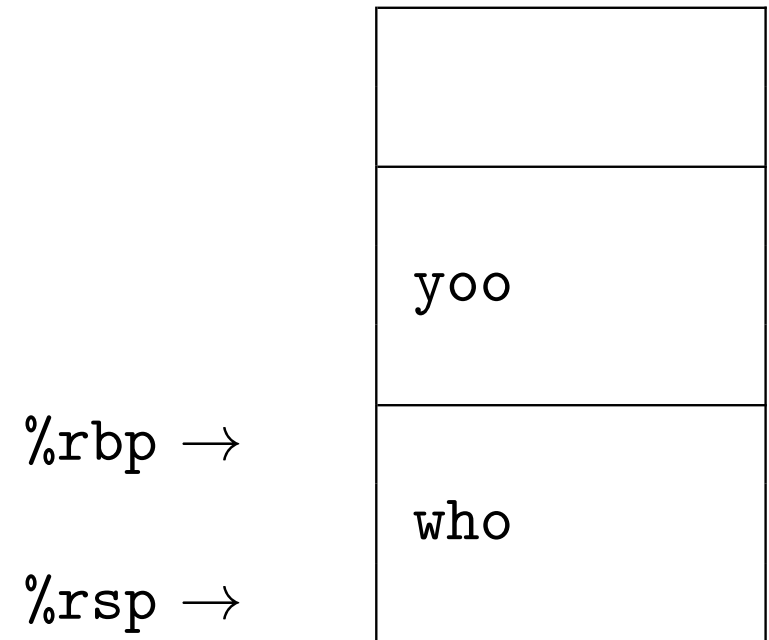 yoo
%rbp →
who
%rsp →